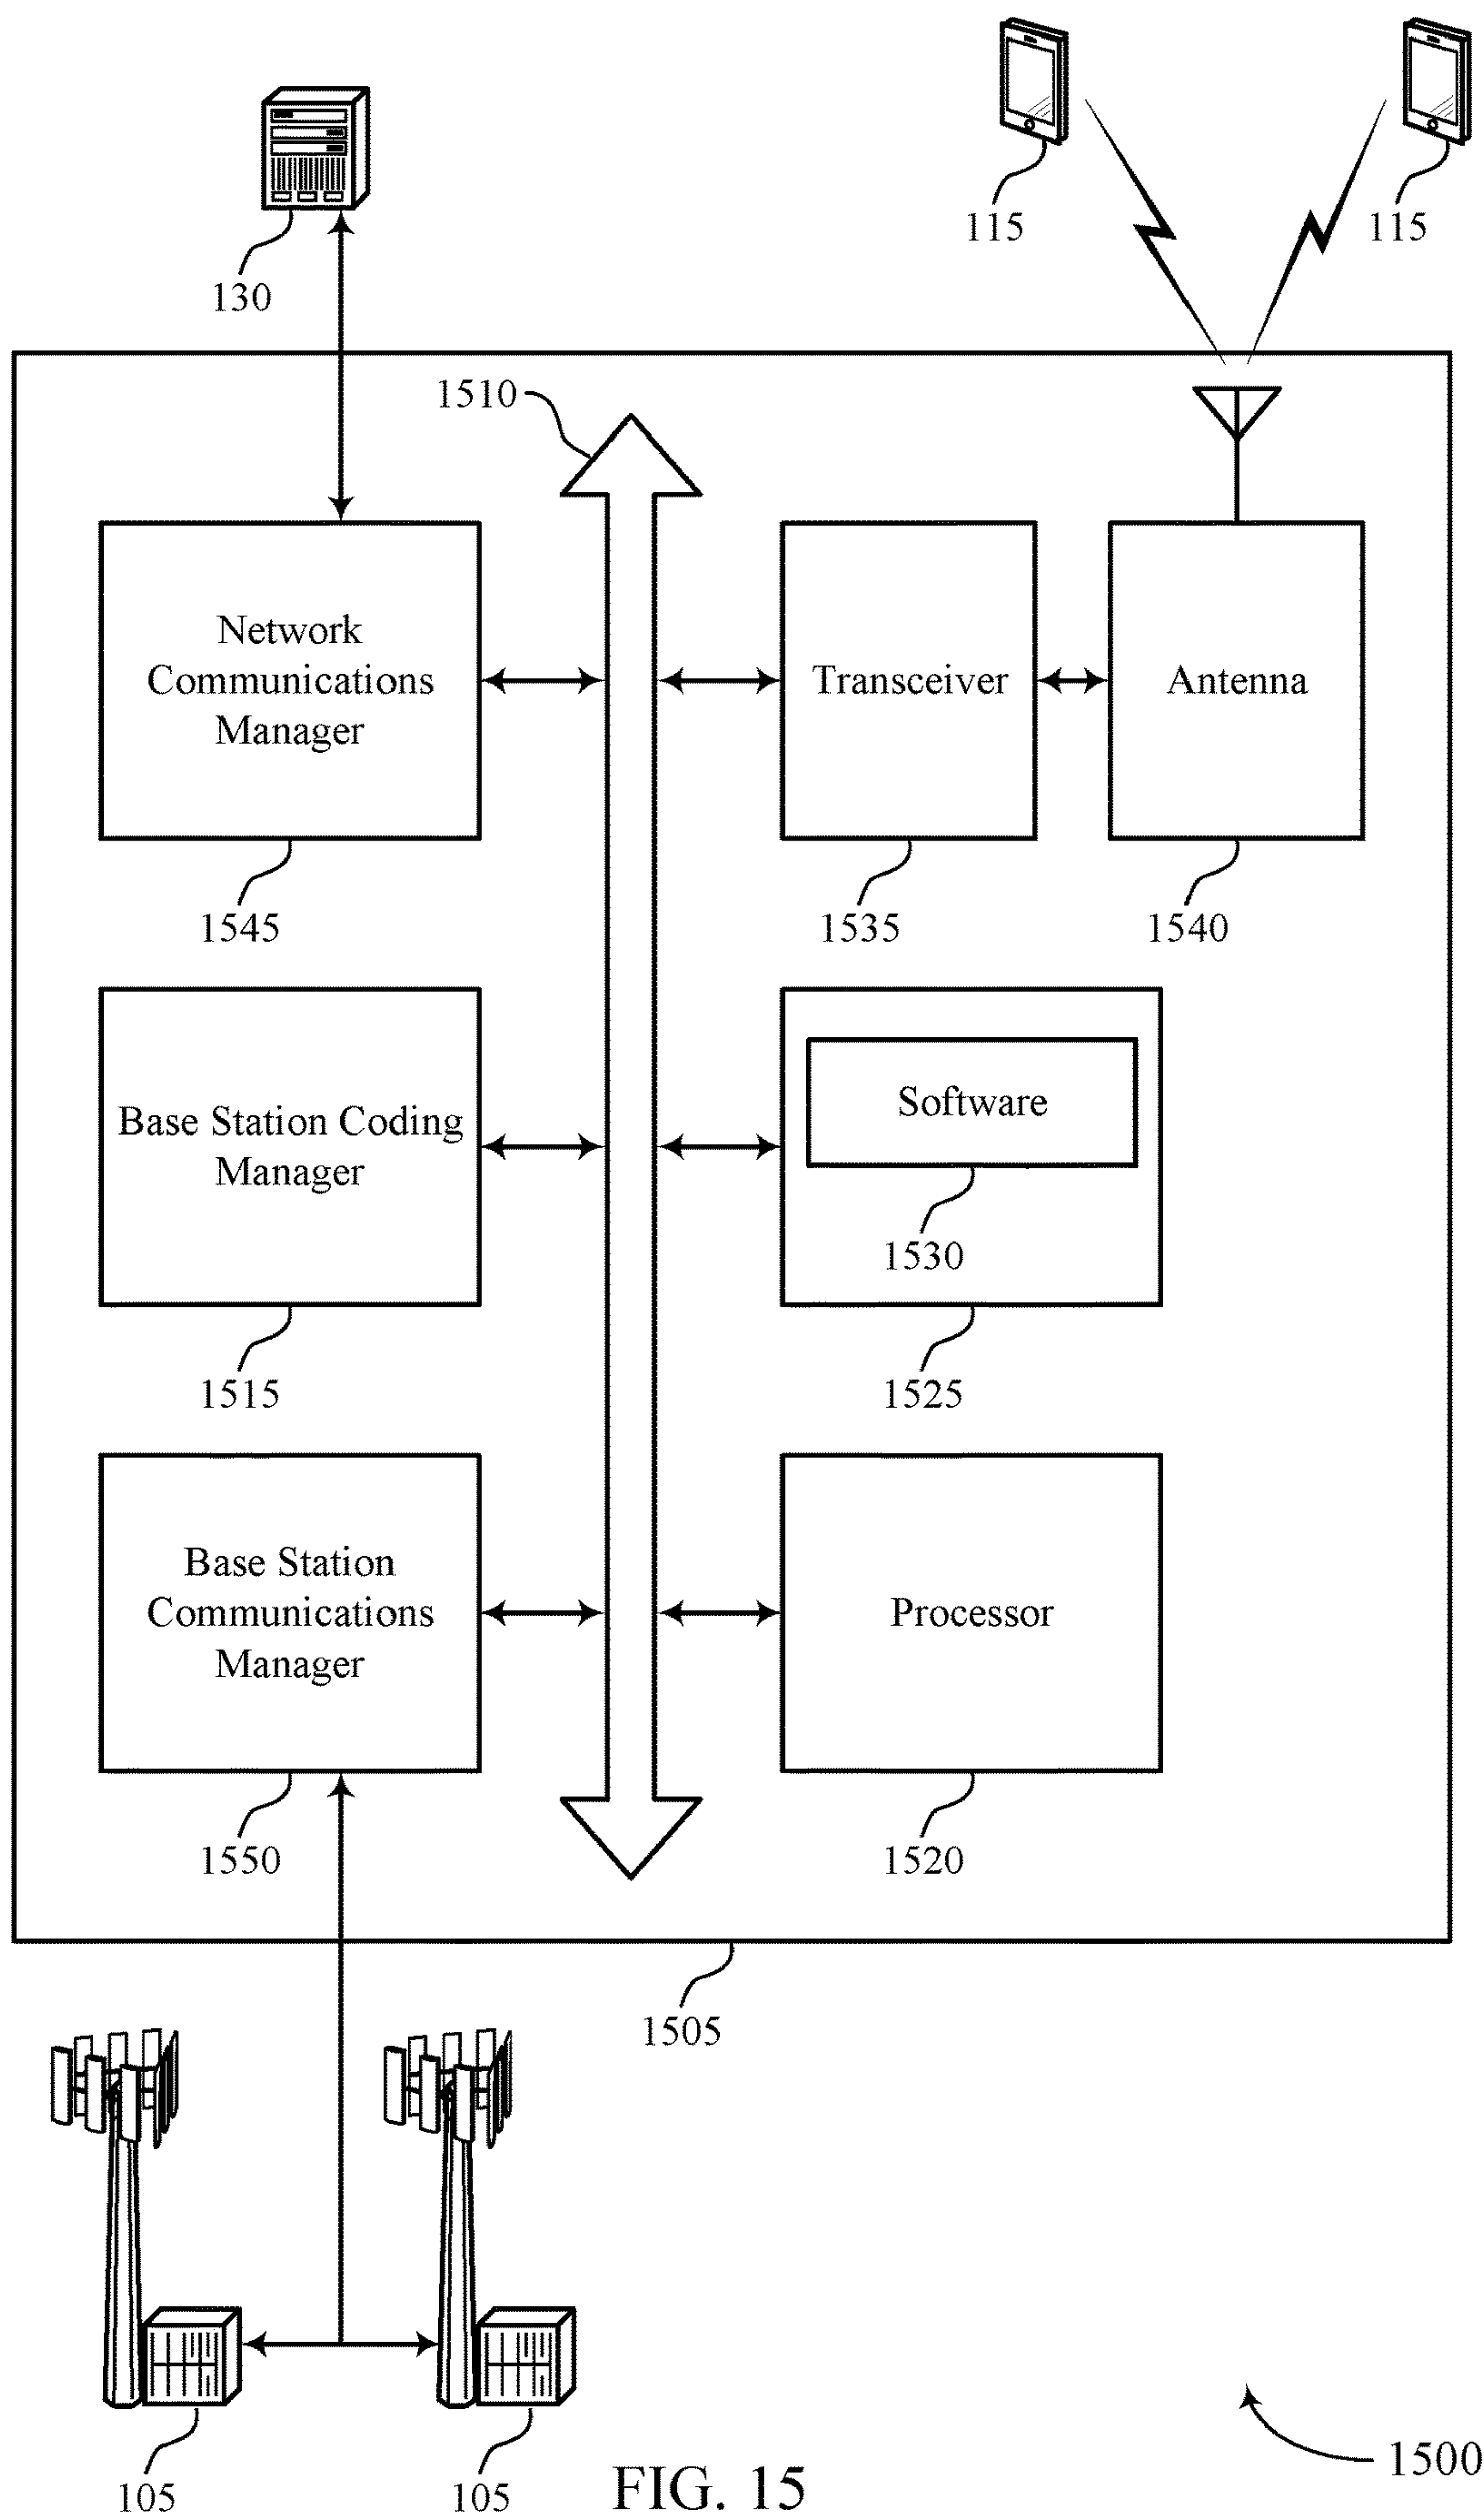 115
115
130
1510
Network
Communications
Manager
Transceiver
Antenna
1545
1535
1540
Base Station Coding
Manager
Software
1530
1515
1525
Base Station
Communications
Manager
Processor
1550
1520
1505
105
105
FIG. 15
1500